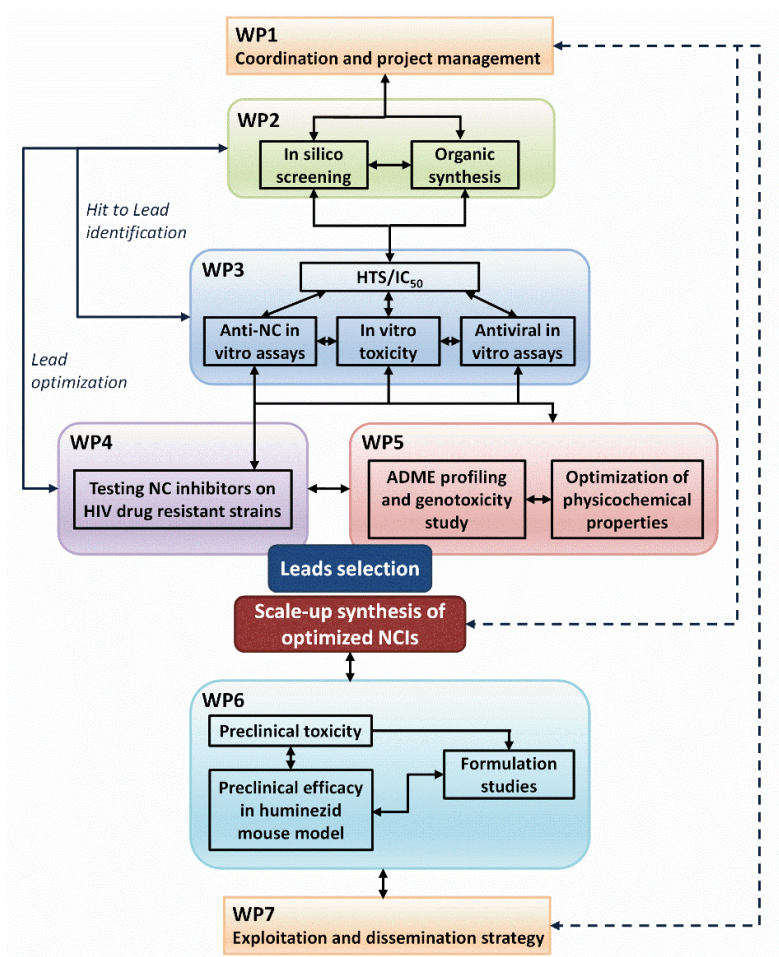 WP1
Coordination and project management
WP2
In silico
screening
Organic
synthesis
Hit to Lead
identification
WP3
HTS/IC50
Anti-NC in
vitro assays
In vitro
toxicity
Antiviral in
vitro assays
Lead
optimization
WP4
Testing NC inhibitors on
HIV drug resistant strains
WP5
ADME profiling
and genotoxicity
study
Optimization of
physicochemical
properties
Leads selection
Scale-up synthesis of
optimized NCIs
WP6
Preclinical toxicity
Formulation
studies
Preclinical efficacy
in huminezid
mouse model
WP7
Exploitation and dissemination strategy